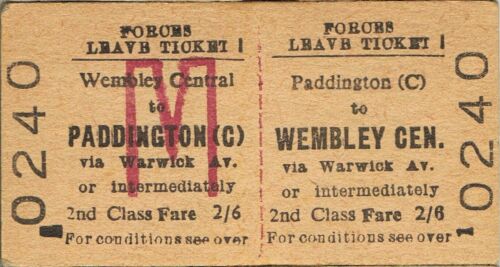 0240
FORCES
LEAVE TICKET 1
Wembley Central
to
PADDINGTON (C)
via Warwick Av.
or intermediately
2nd Class Fare 2/6
For conditions see over
M
FORCES
LEAVE TICKET 1
Paddington (C)
to
WEMBLEY CEN.
via Warwick Av.
or intermediately
2nd Class Fare 2/6
For conditions see over
0240